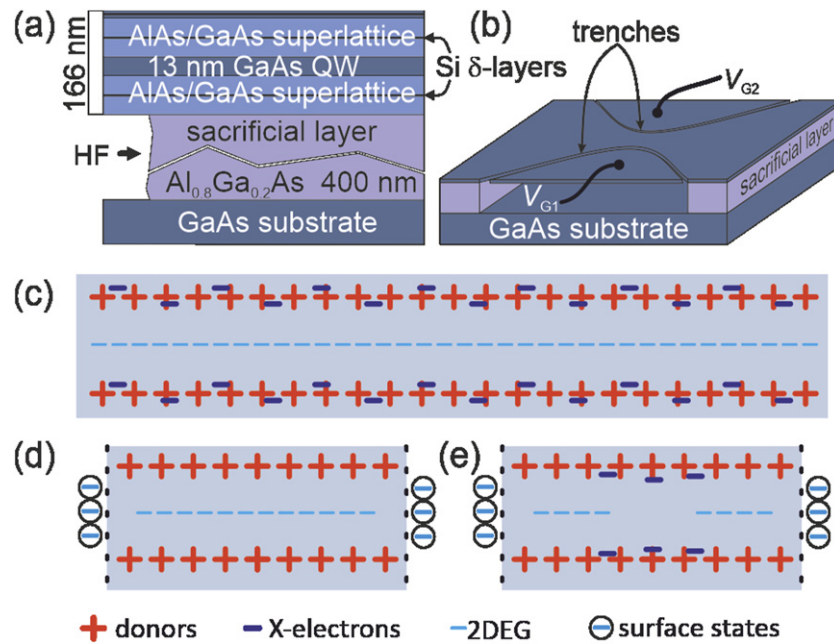 (a)
166 nm
AlAs/GaAs superlattice
13 nm GaAs QW
AlAs/GaAs superlattice
Si δ-layers
sacrificial layer
HF
Al0.8Ga0.2As 400 nm
GaAs substrate
(b)
trenches
VG2
VG1
sacrificial layer
GaAs substrate
(c)
(d)
(e)
donors
X-electrons
2DEG
surface states